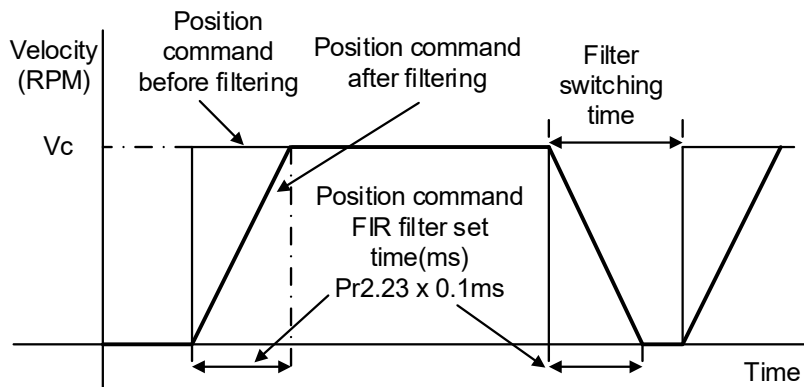 Velocity
(RPM)
Position
command
before filtering
Position command
after filtering
Filter
switching
time
Vc
Position command
FIR filter set
time(ms)
Pr2.23 x 0.1ms
Time